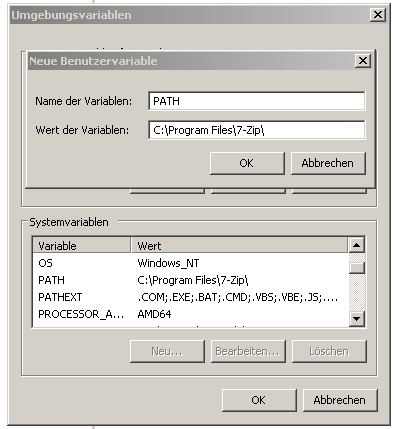 Umgebungsvariablen
Neue Benutzervariable
Name der Variablen: PATH
Wert der Variablen: C:\Program Files\7-Zip\
OK Abbrechen
Systemvariablen
Variable Wert
OS Windows_NT
PATH C:\Program Files\7-Zip\
PATHEXT .COM;.EXE;.BAT;.CMD;.VBS;.VBE;.JS;....
PROCESSOR_A... AMD64
Neu... Bearbeiten... Löschen
OK Abbrechen